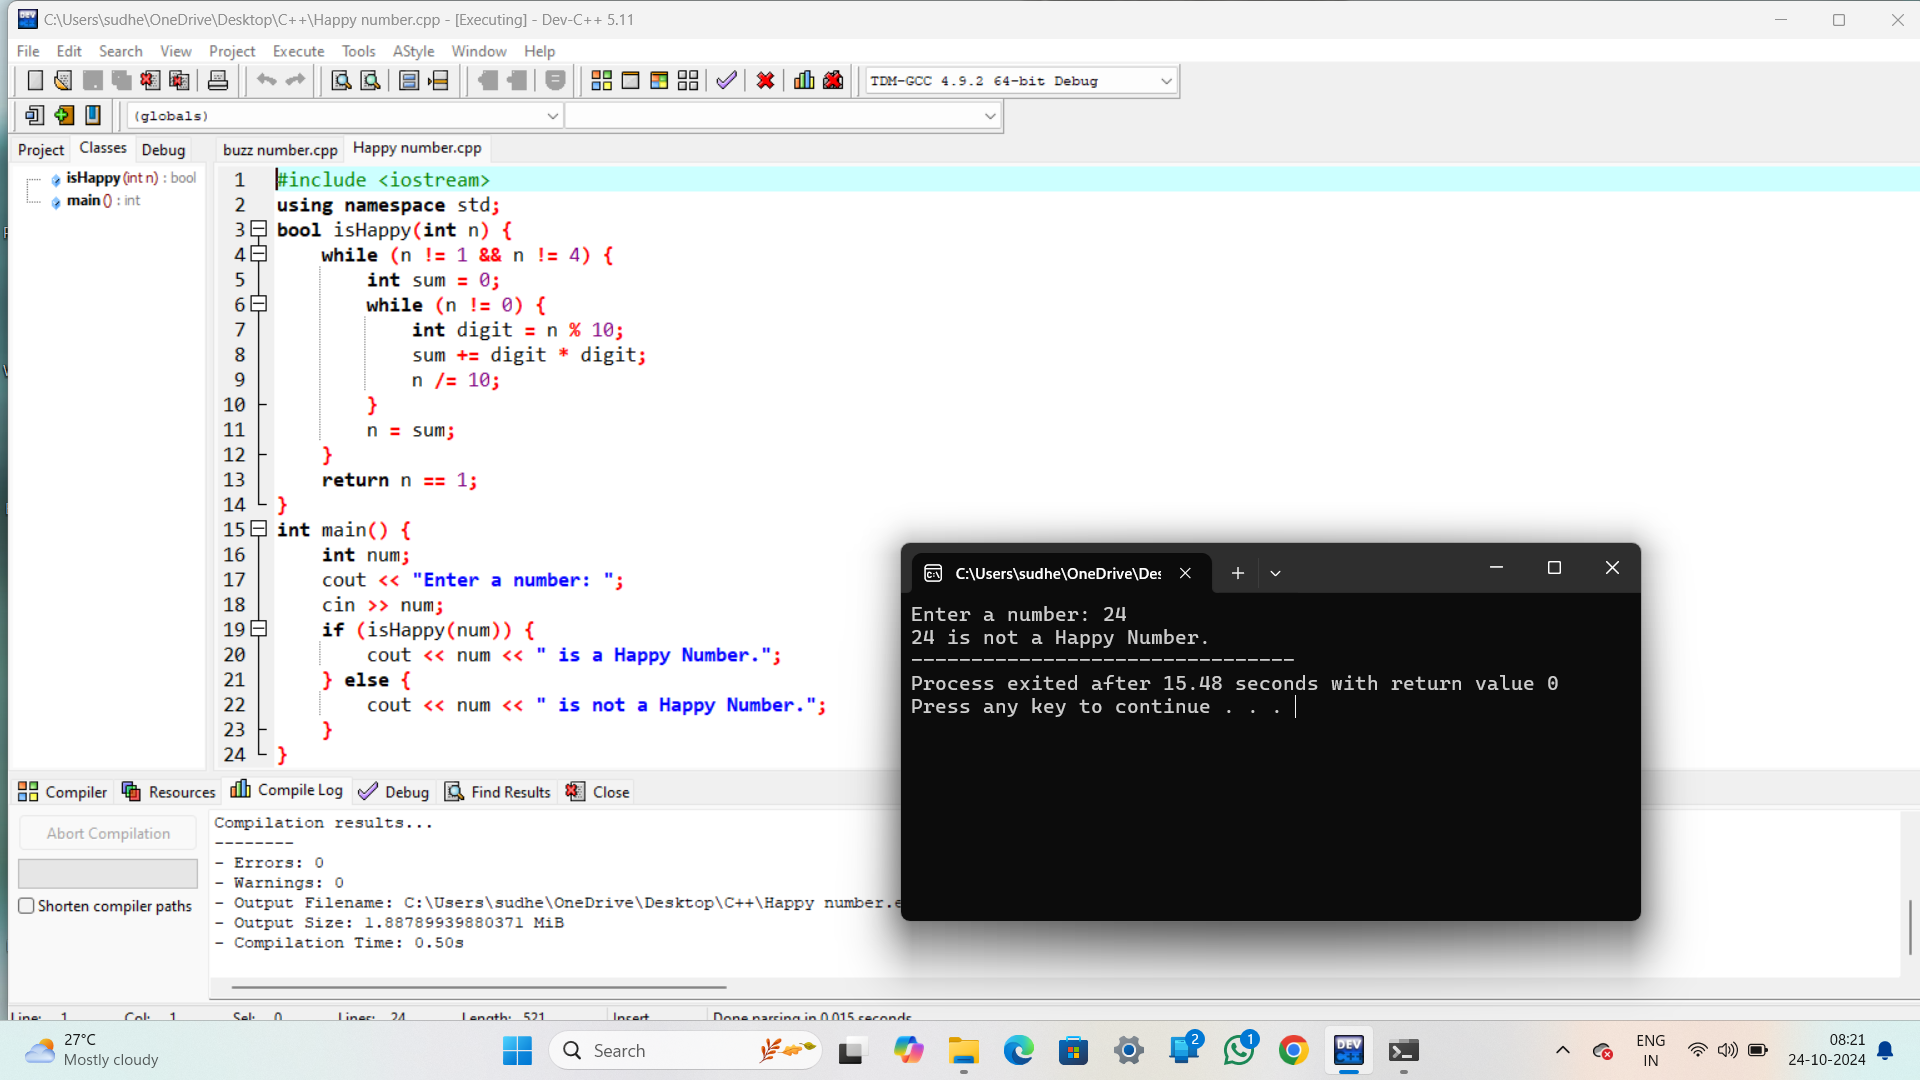 C:\Users\sudhe\OneDrive\Desktop\C++\Happy number.cpp - [Executing] - Dev-C++ 5.11
File Edit Search View Project Execute Tools AStyle Window Help
TDM-GCC 4.9.2 64-bit Debug
(globals)
Project Classes Debug buzz number.cpp Happy number.cpp
isHappy (int n) : bool
main () : int
1 #include <iostream>
2 using namespace std;
3 bool isHappy(int n) {
4 while (n != 1 && n != 4) {
5 int sum = 0;
6 while (n != 0) {
7 int digit = n % 10;
8 sum += digit * digit;
9 n /= 10;
10 }
11 n = sum;
12 }
13 return n == 1;
14 }
15 int main() {
16 int num;
17 cout << "Enter a number: ";
18 cin >> num;
19 if (isHappy(num)) {
20 cout << num << " is a Happy Number.";
21 } else {
22 cout << num << " is not a Happy Number.";
23 }
24 }
C:\Users\sudhe\OneDrive\Des
Enter a number: 24
24 is not a Happy Number.
--------------------------------
Process exited after 15.48 seconds with return value 0
Press any key to continue . . .
Compiler Resources Compile Log Debug Find Results Close
Abort Compilation
Shorten compiler paths
Compilation results...
--------
- Errors: 0
- Warnings: 0
- Output Filename: C:\Users\sudhe\OneDrive\Desktop\C++\Happy number.e
- Output Size: 1.88789939880371 MiB
- Compilation Time: 0.50s
Line: 1 Col: 1 Sel: 0 Lines: 24 Length: 521 Insert Done parsing in 0.015 seconds
27°C
Mostly cloudy
Search
DEV
C++
2
1
ENG
IN
08:21
24-10-2024